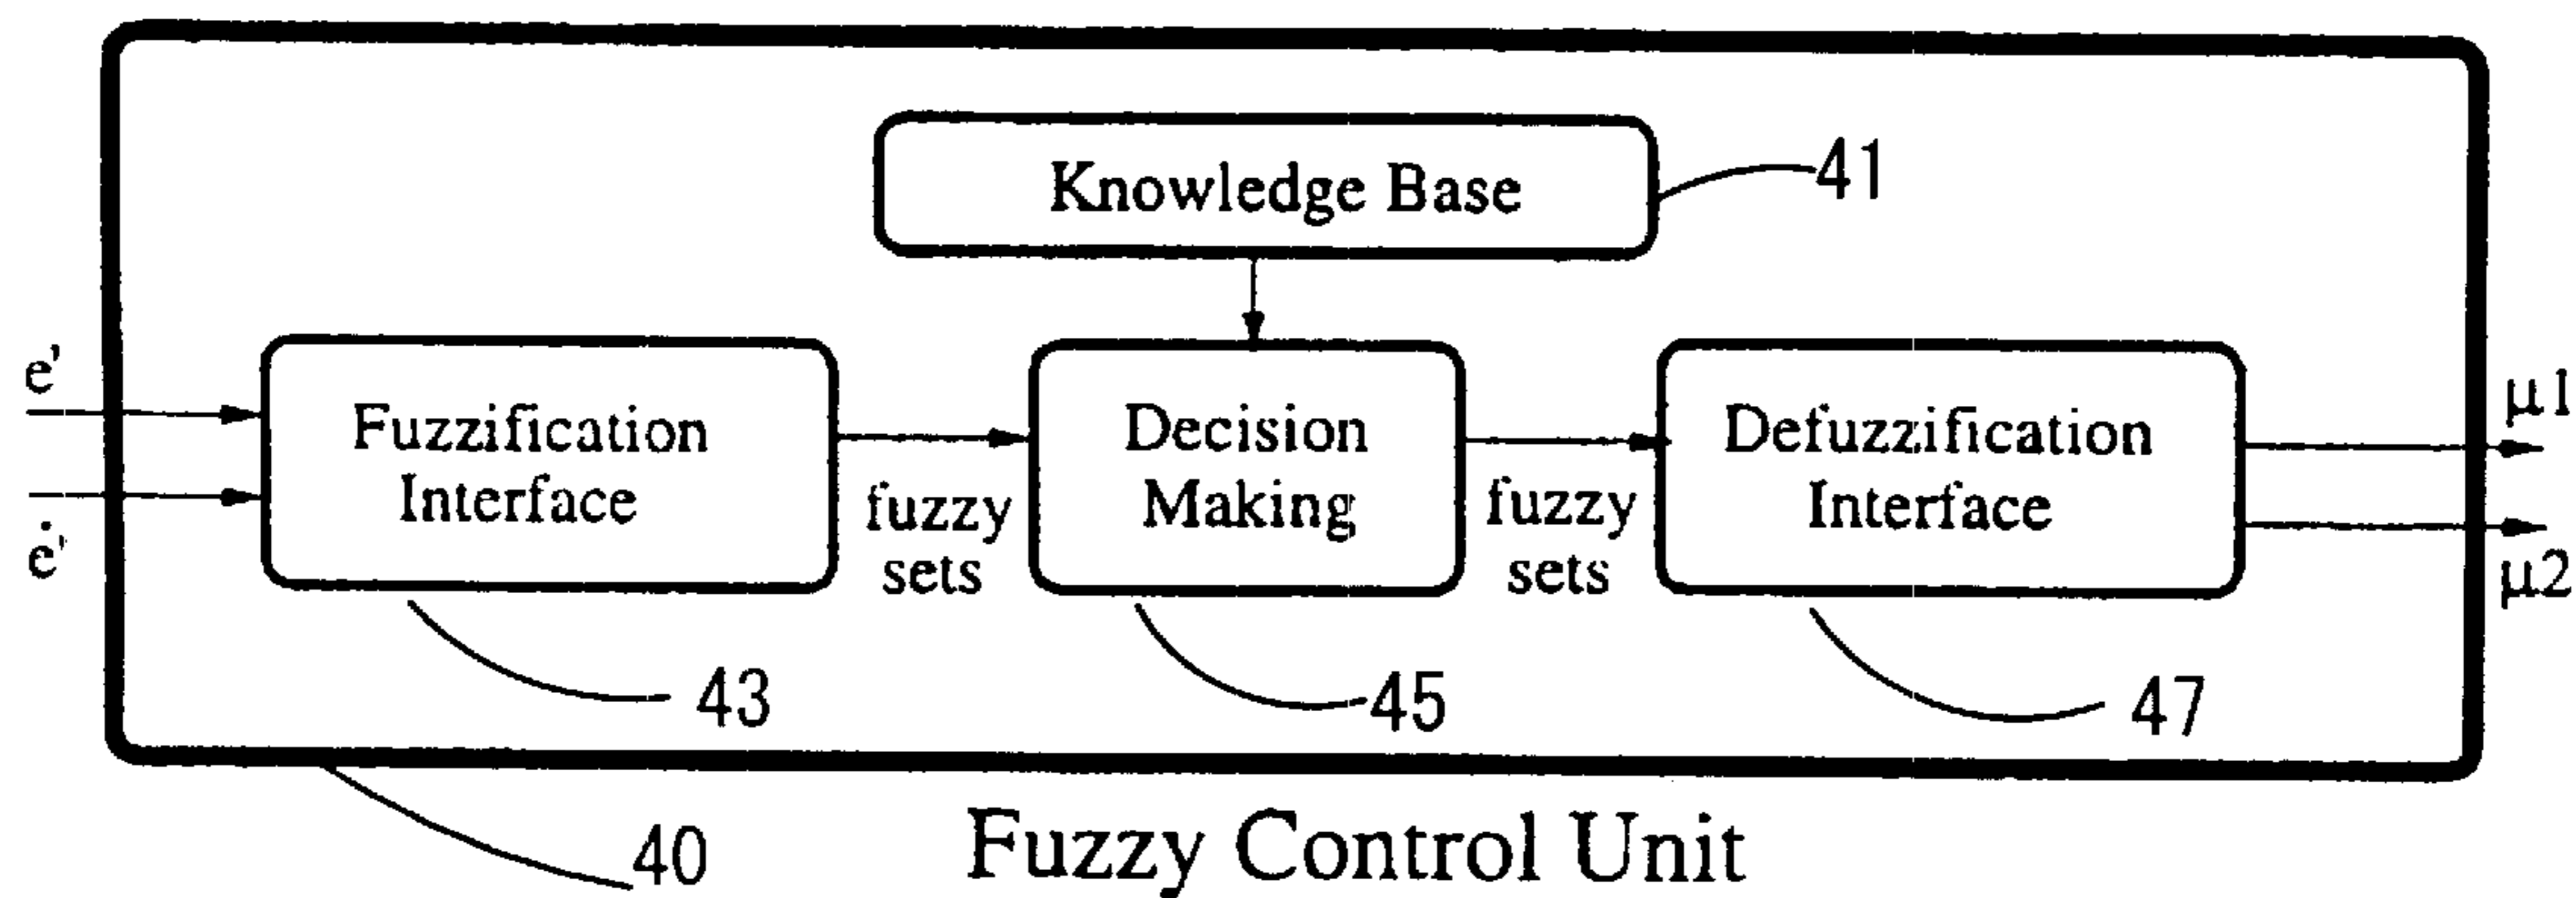 Knowledge Base
41
e'
ė'
Fuzzification
Interface
fuzzy
sets
Decision
Making
fuzzy
sets
Defuzzification
Interface
μ1
μ2
43
45
47
40
Fuzzy Control Unit